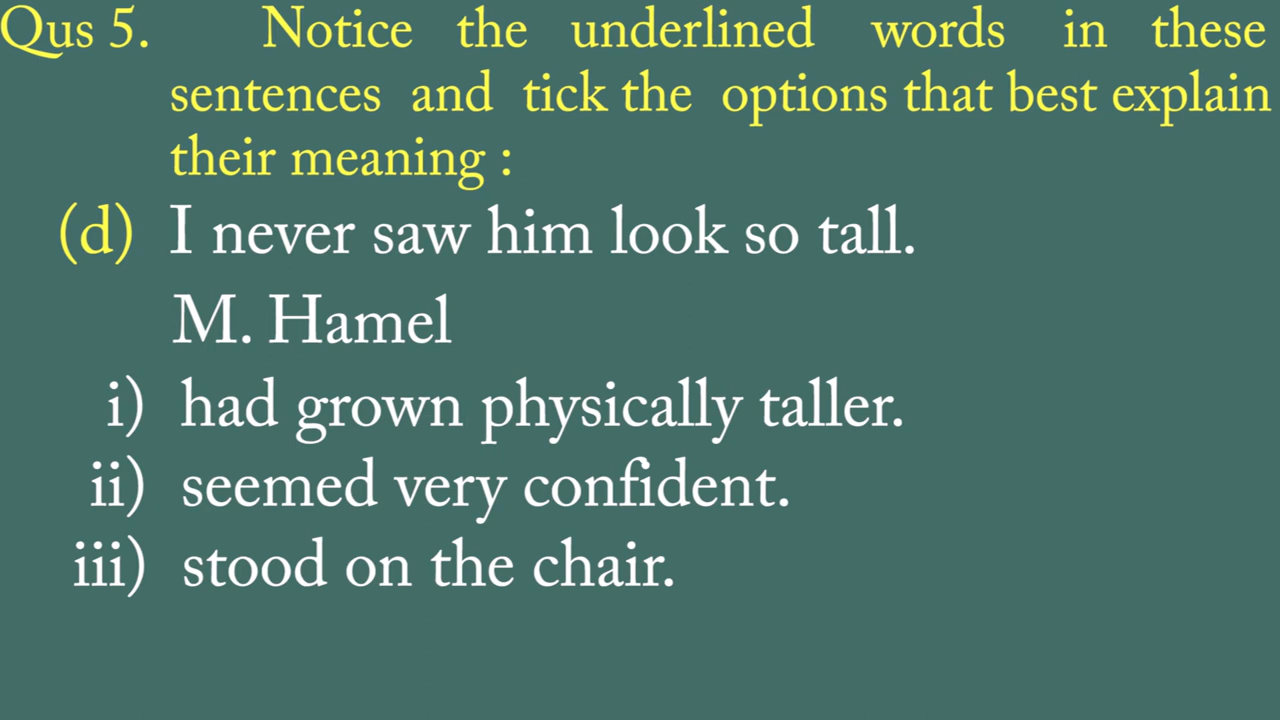 Qus 5. Notice the underlined words in these
sentences and tick the options that best explain
their meaning :
(d) I never saw him look so tall.
M. Hamel
i) had grown physically taller.
ii) seemed very confident.
iii) stood on the chair.